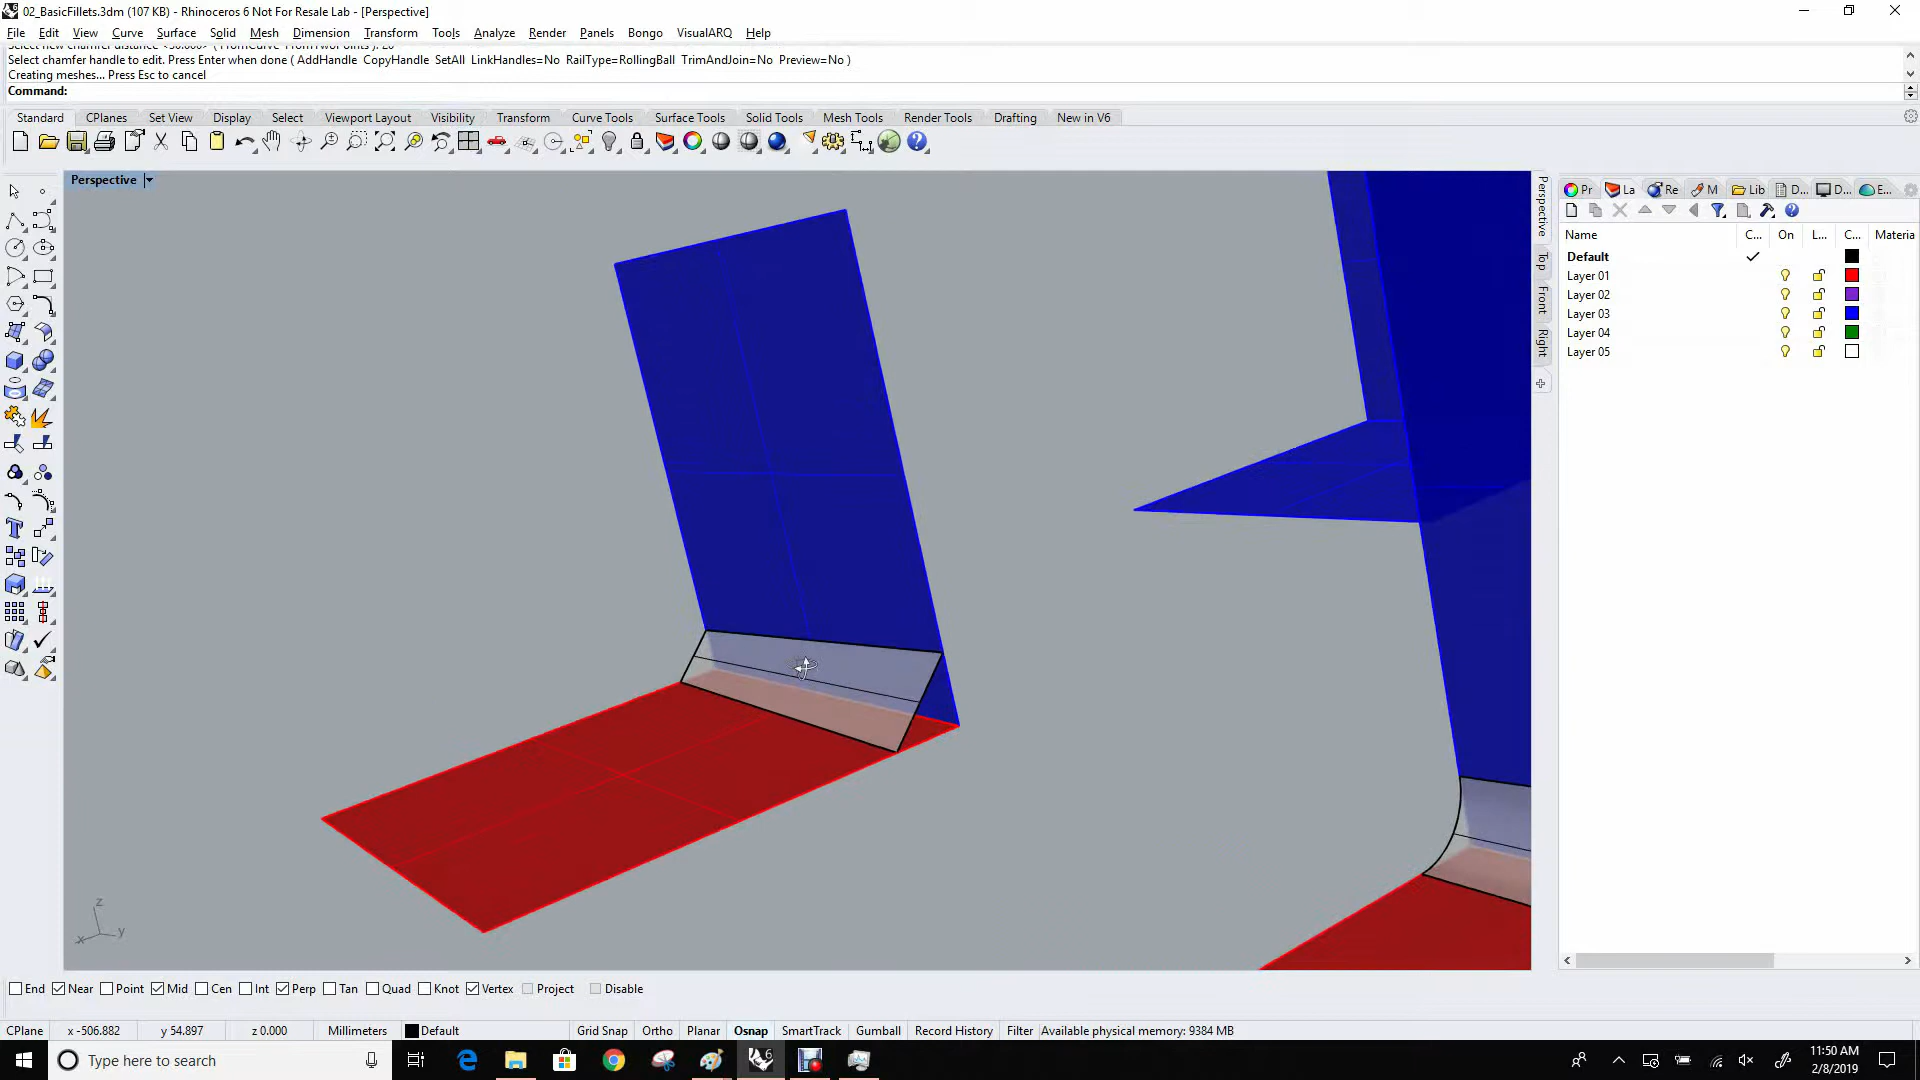 02_BasicFillets.3dm (107 KB) - Rhinoceros 6 Not For Resale Lab - [Perspective]
File Edit View Curve Surface Solid Mesh Dimension Transform Tools Analyze Render Panels Bongo VisualARQ Help
Select chamfer handle to edit. Press Enter when done ( AddHandle CopyHandle SetAll LinkHandles=No RailType=RollingBall TrimAndJoin=No Preview=No )
Creating meshes... Press Esc to cancel
Command:
Standard CPlanes Set View Display Select Viewport Layout Visibility Transform Curve Tools Surface Tools Solid Tools Mesh Tools Render Tools Drafting New in V6
Perspective
Perspective
Top
Front
Right
Pr La Re M Lib D... D... E...
Name C... On L... C... Materia
Default
Layer 01
Layer 02
Layer 03
Layer 04
Layer 05
z
x y
End Near Point Mid Cen Int Perp Tan Quad Knot Vertex Project Disable
CPlane x -506.882 y 54.897 z 0.000 Millimeters Default Grid Snap Ortho Planar Osnap SmartTrack Gumball Record History Filter Available physical memory: 9384 MB
Type here to search
11:50 AM
2/8/2019